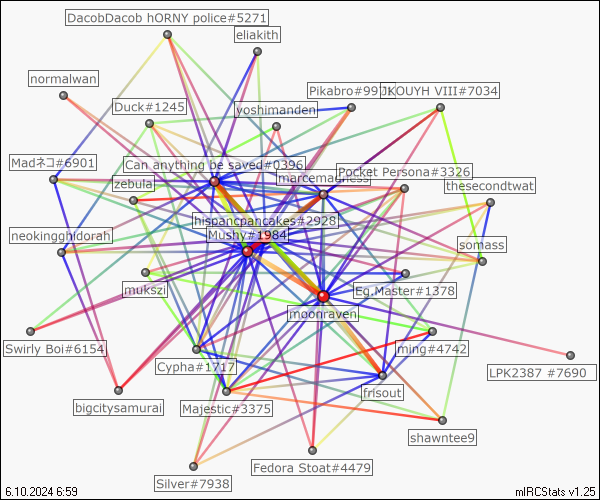 DacobDacob hORNY police#5271
eliakith
normalwan
Pikabro#991
JKOUYH VIII#7034
Duck#1245
yoshimanden
Madネコ#6901
Can anything be saved#0396
marcemadness
Pocket Persona#3326
zebula
thesecondtwat
hispancpancakes#2928
Mushy#1984
neokingghidorah
somass
mukszii
Eg.Master#1378
moonraven
Swirly Boi#6154
ming#4742
Cypha#1717
LPK2387 #7690
frisout
bigcitysamurai
Majestic#3375
shawntee9
Fedora Stoat#4479
Silver#7938
6.10.2024 6:59
mIRCStats v1.25